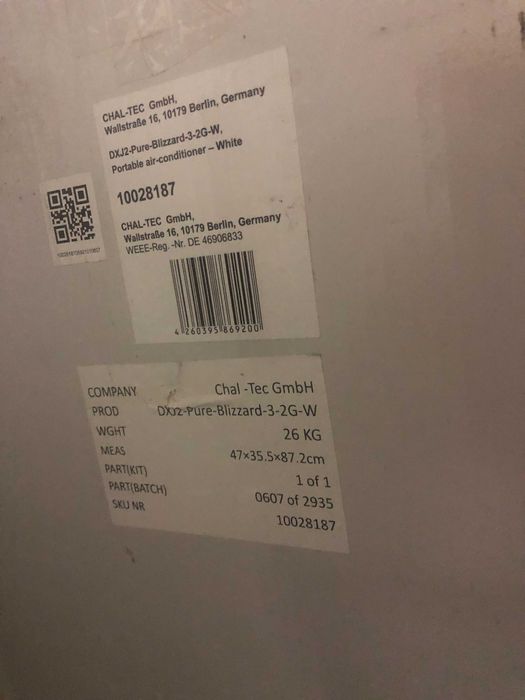 CHAL-TEC GmbH,
Wallstraße 16, 10179 Berlin, Germany
DXJ2-Pure-Blizzard-3-2G-W,
Portable air-conditioner – White
10028187
CHAL-TEC GmbH,
Wallstraße 16, 10179 Berlin, Germany
WEEE-Reg. -Nr. DE 46906833
4 260395 869200
COMPANY Chal -Tec GmbH
PROD DXJ2-Pure-Blizzard-3-2G-W
WGHT 26 KG
MEAS 47×35.5×87.2cm
PART(KIT) 1 of 1
PART(BATCH) 0607 of 2935
SKU NR 10028187